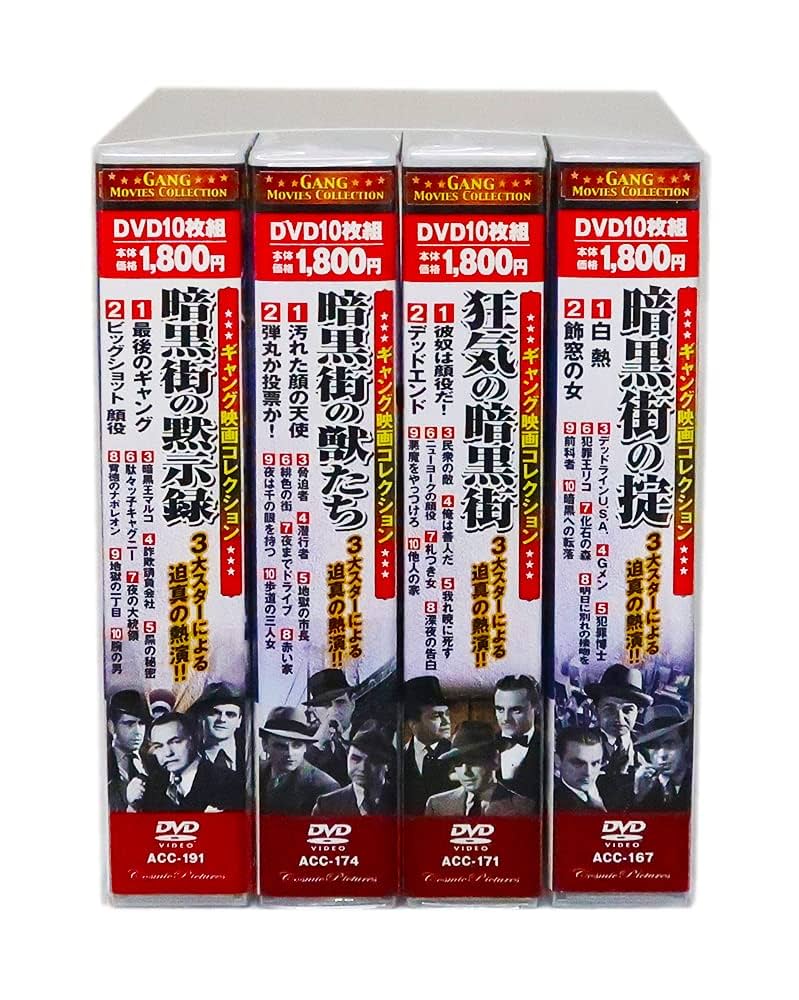 GANG
MOVIES COLLECTION
DVD10枚組
本体価格1,800円
★★★ギャング映画コレクション★★★
暗黒街の黙示録
3大スターによる
迫真の熱演!!
1 最後のギャング
2 ビッグショット 顔役
3 暗黒王マルコ 4 詐欺請負会社 5 黒の秘密
6 駄々ッ子キャグニー 7 夜の大統領
8 背徳のナポレオン 9 地獄の一丁目 10 腕の男
DVD
VIDEO
ACC-191
Cosmic Pictures
GANG
MOVIES COLLECTION
DVD10枚組
本体価格1,800円
★★★ギャング映画コレクション★★★
暗黒街の獣たち
3大スターによる
迫真の熱演!!
1 汚れた顔の天使
2 弾丸か投票か!
3 脅迫者 4 潜行者 5 地獄の市長
6 緋色の街 7 夜までドライブ 8 赤い家
9 夜は千の眼を持つ 10 歩道の三人女
DVD
VIDEO
ACC-174
Cosmic Pictures
GANG
MOVIES COLLECTION
DVD10枚組
本体価格1,800円
★★★ギャング映画コレクション★★★
狂気の暗黒街
3大スターによる
迫真の熱演!!
1 彼奴は顔役だ!
2 デッドエンド
3 民衆の敵 4 俺は善人だ 5 我れ暁に死す
6 ニューヨークの顔役 7 札つき女 8 深夜の告白
9 悪魔をやっつけろ 10 他人の家
DVD
VIDEO
ACC-171
Cosmic Pictures
GANG
MOVIES COLLECTION
DVD10枚組
本体価格1,800円
★★★ギャング映画コレクション★★★
暗黒街の掟
3大スターによる
迫真の熱演!!
1 白熱
2 飾窓の女
3 デッドラインU.S.A. 4 Gメン 5 犯罪博士
6 犯罪王リコ 7 化石の森 8 明日に別れの接吻を
9 前科者 10 暗黒への転落
DVD
VIDEO
ACC-167
Cosmic Pictures